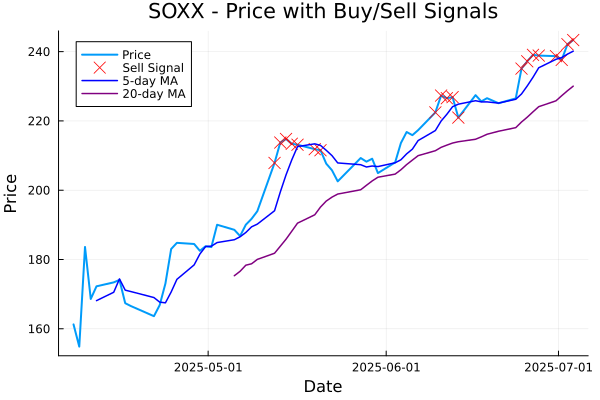 SOXX - Price with Buy/Sell Signals
Price
Sell Signal
5-day MA
20-day MA
240
220
200
180
160
Price
2025-05-01
2025-06-01
2025-07-01
Date